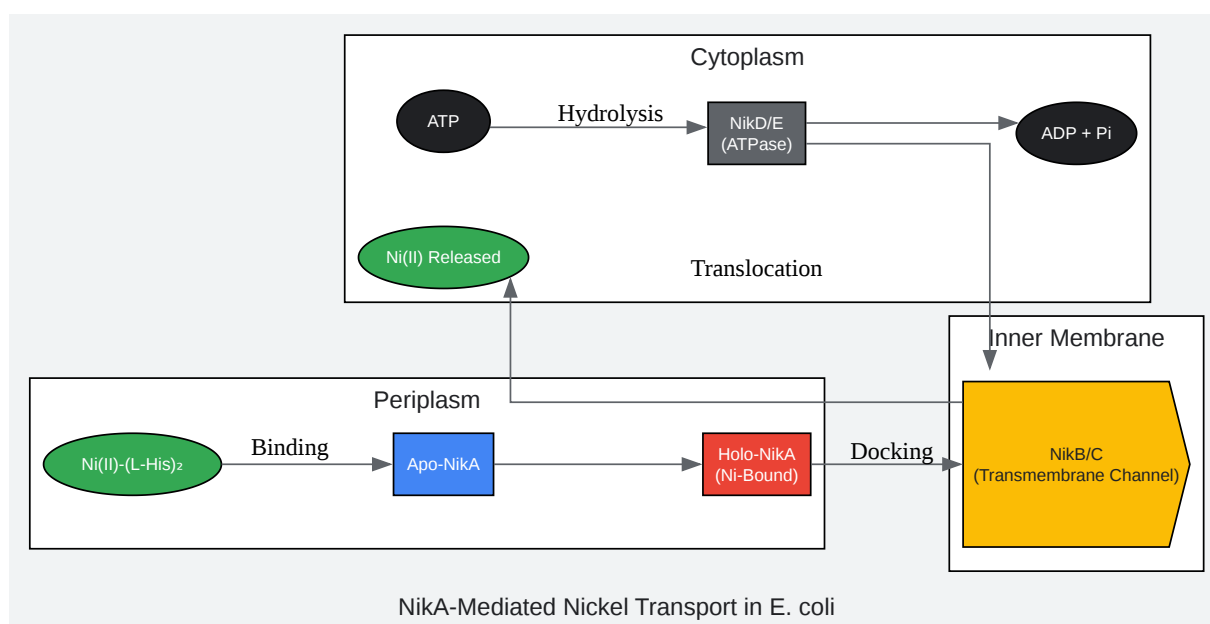 Cytoplasm
ATP
Hydrolysis
NikD/E
(ATPase)
ADP + Pi
Ni(II) Released
Translocation
Inner Membrane
Periplasm
Ni(II)-(L-His)₂
Binding
Apo-NikA
Holo-NikA
(Ni-Bound)
Docking
NikB/C
(Transmembrane Channel)
NikA-Mediated Nickel Transport in E. coli